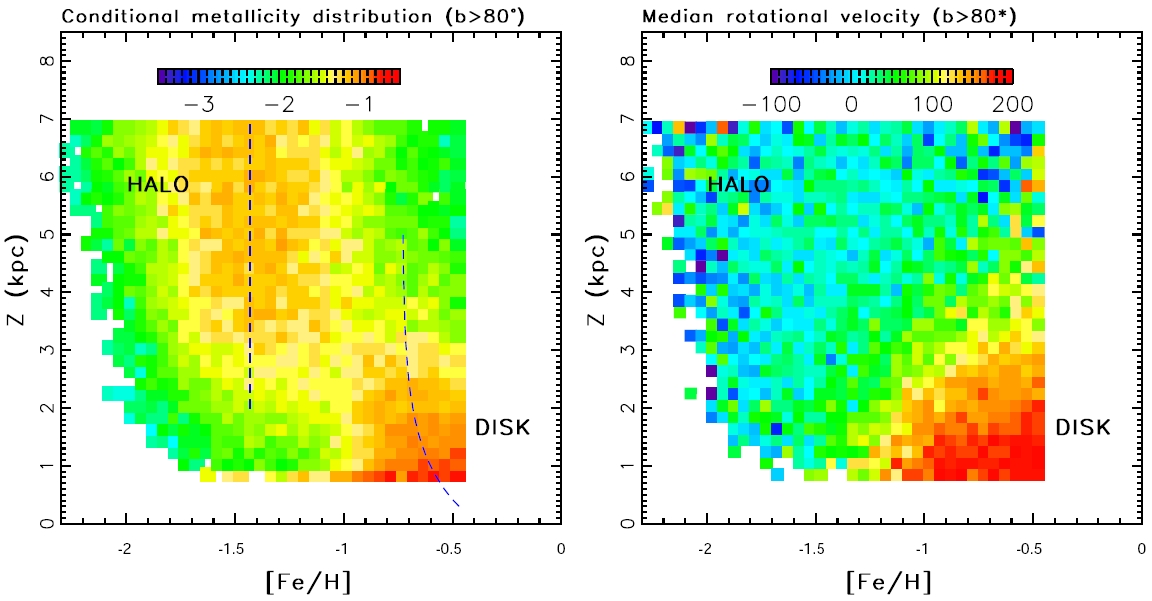 Conditional metallicity distribution (b>80°)
−3 −2 −1
HALO
DISK
Z (kpc)
0 1 2 3 4 5 6 7 8
-2 -1.5 -1 -0.5 0
[Fe/H]
Median rotational velocity (b>80*)
−100 0 100 200
HALO
DISK
Z (kpc)
0 1 2 3 4 5 6 7 8
-2 -1.5 -1 -0.5 0
[Fe/H]